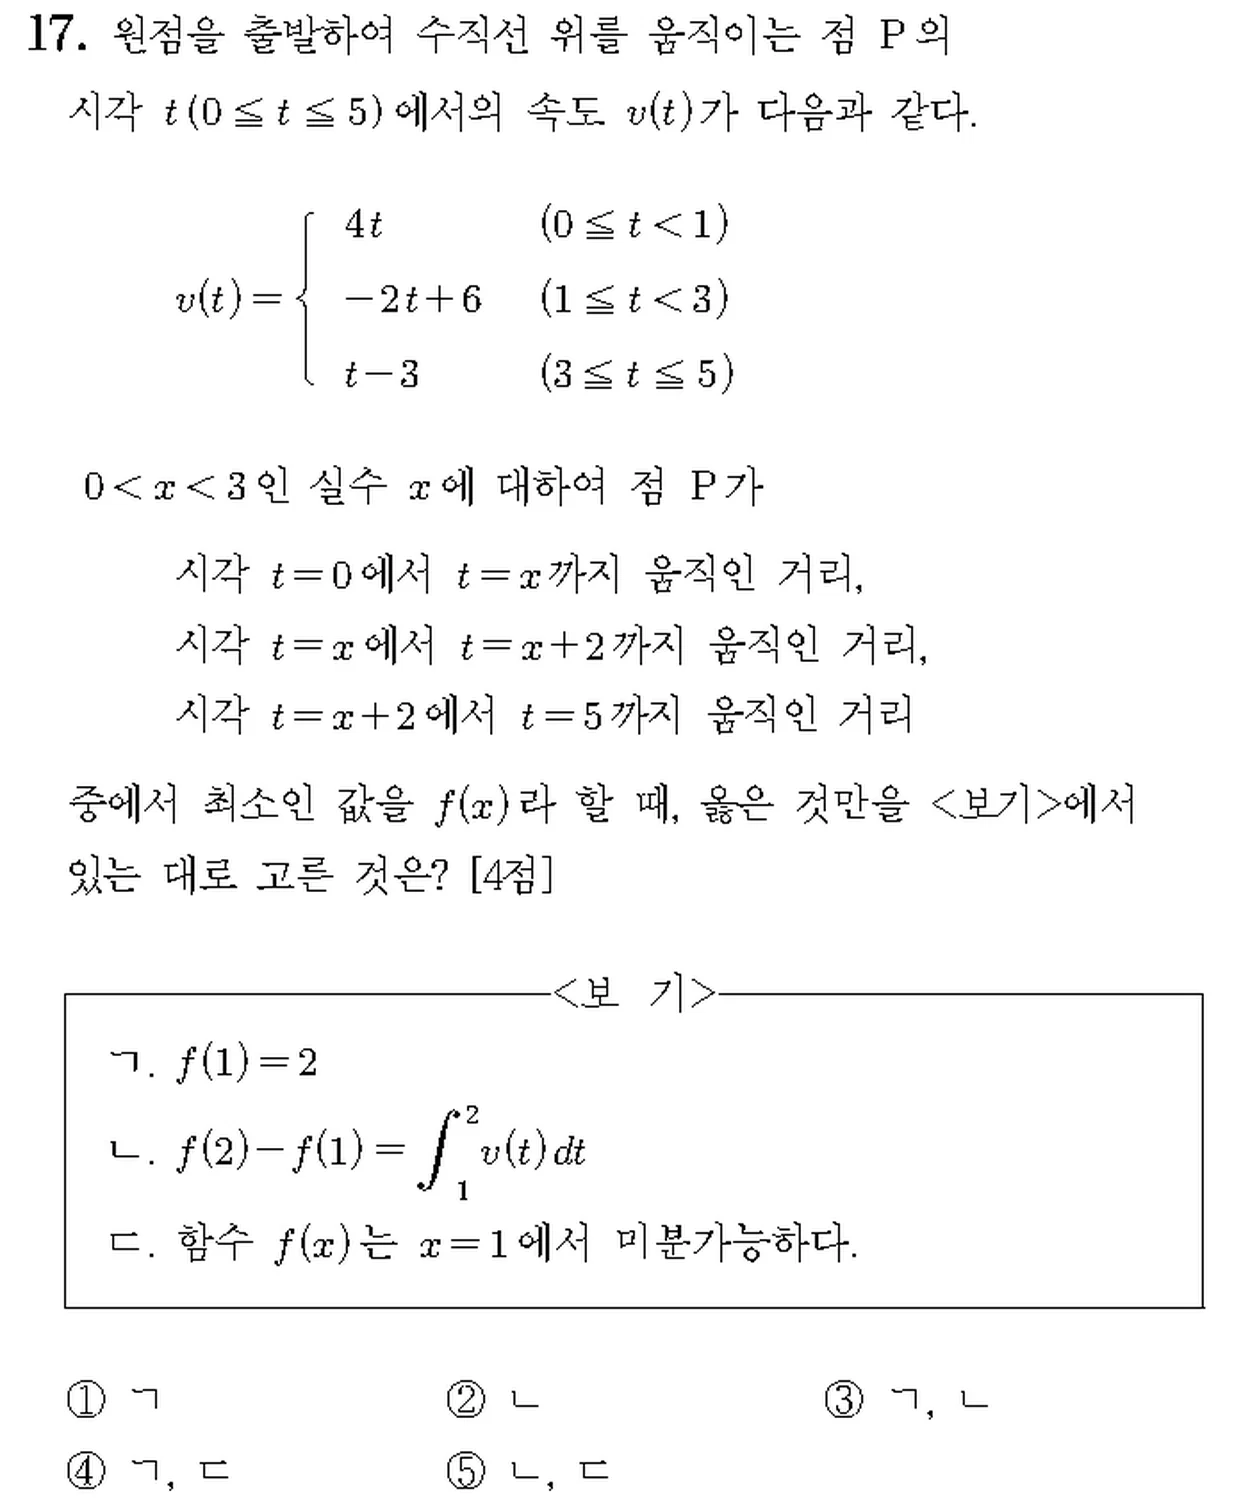 17. 원점을 출발하여 수직선 위를 움직이는 점 P의
시각 t(0≦t≦5)에서의 속도 v(t)가 다음과 같다.
v(t)={ 4t (0≦t<1)
-2t+6 (1≦t<3)
t-3 (3≦t≦5)
0<x<3인 실수 x에 대하여 점 P가
시각 t=0에서 t=x까지 움직인 거리,
시각 t=x에서 t=x+2까지 움직인 거리,
시각 t=x+2에서 t=5까지 움직인 거리
중에서 최소인 값을 f(x)라 할 때, 옳은 것만을 <보기>에서
있는 대로 고른 것은? [4점]
<보 기>
ㄱ. f(1)=2
ㄴ. f(2)-f(1)=∫₁² v(t)dt
ㄷ. 함수 f(x)는 x=1에서 미분가능하다.
① ㄱ ② ㄴ ③ ㄱ, ㄴ
④ ㄱ, ㄷ ⑤ ㄴ, ㄷ